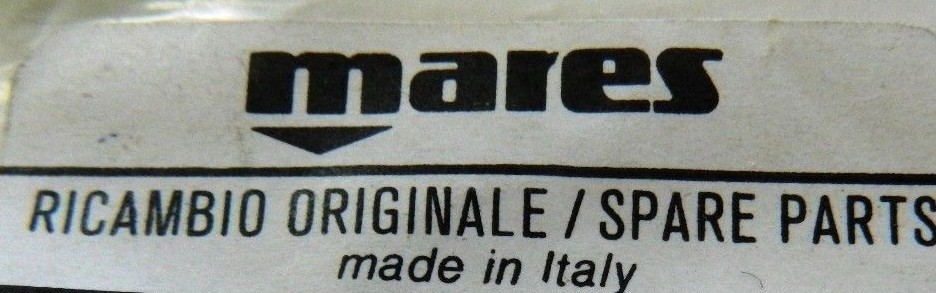 mares
RICAMBIO ORIGINALE / SPARE PARTS
made in Italy